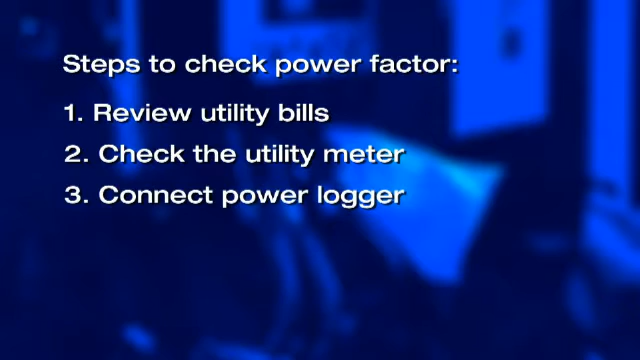 Steps to check power factor:
1. Review utility bills
2. Check the utility meter
3. Connect power logger